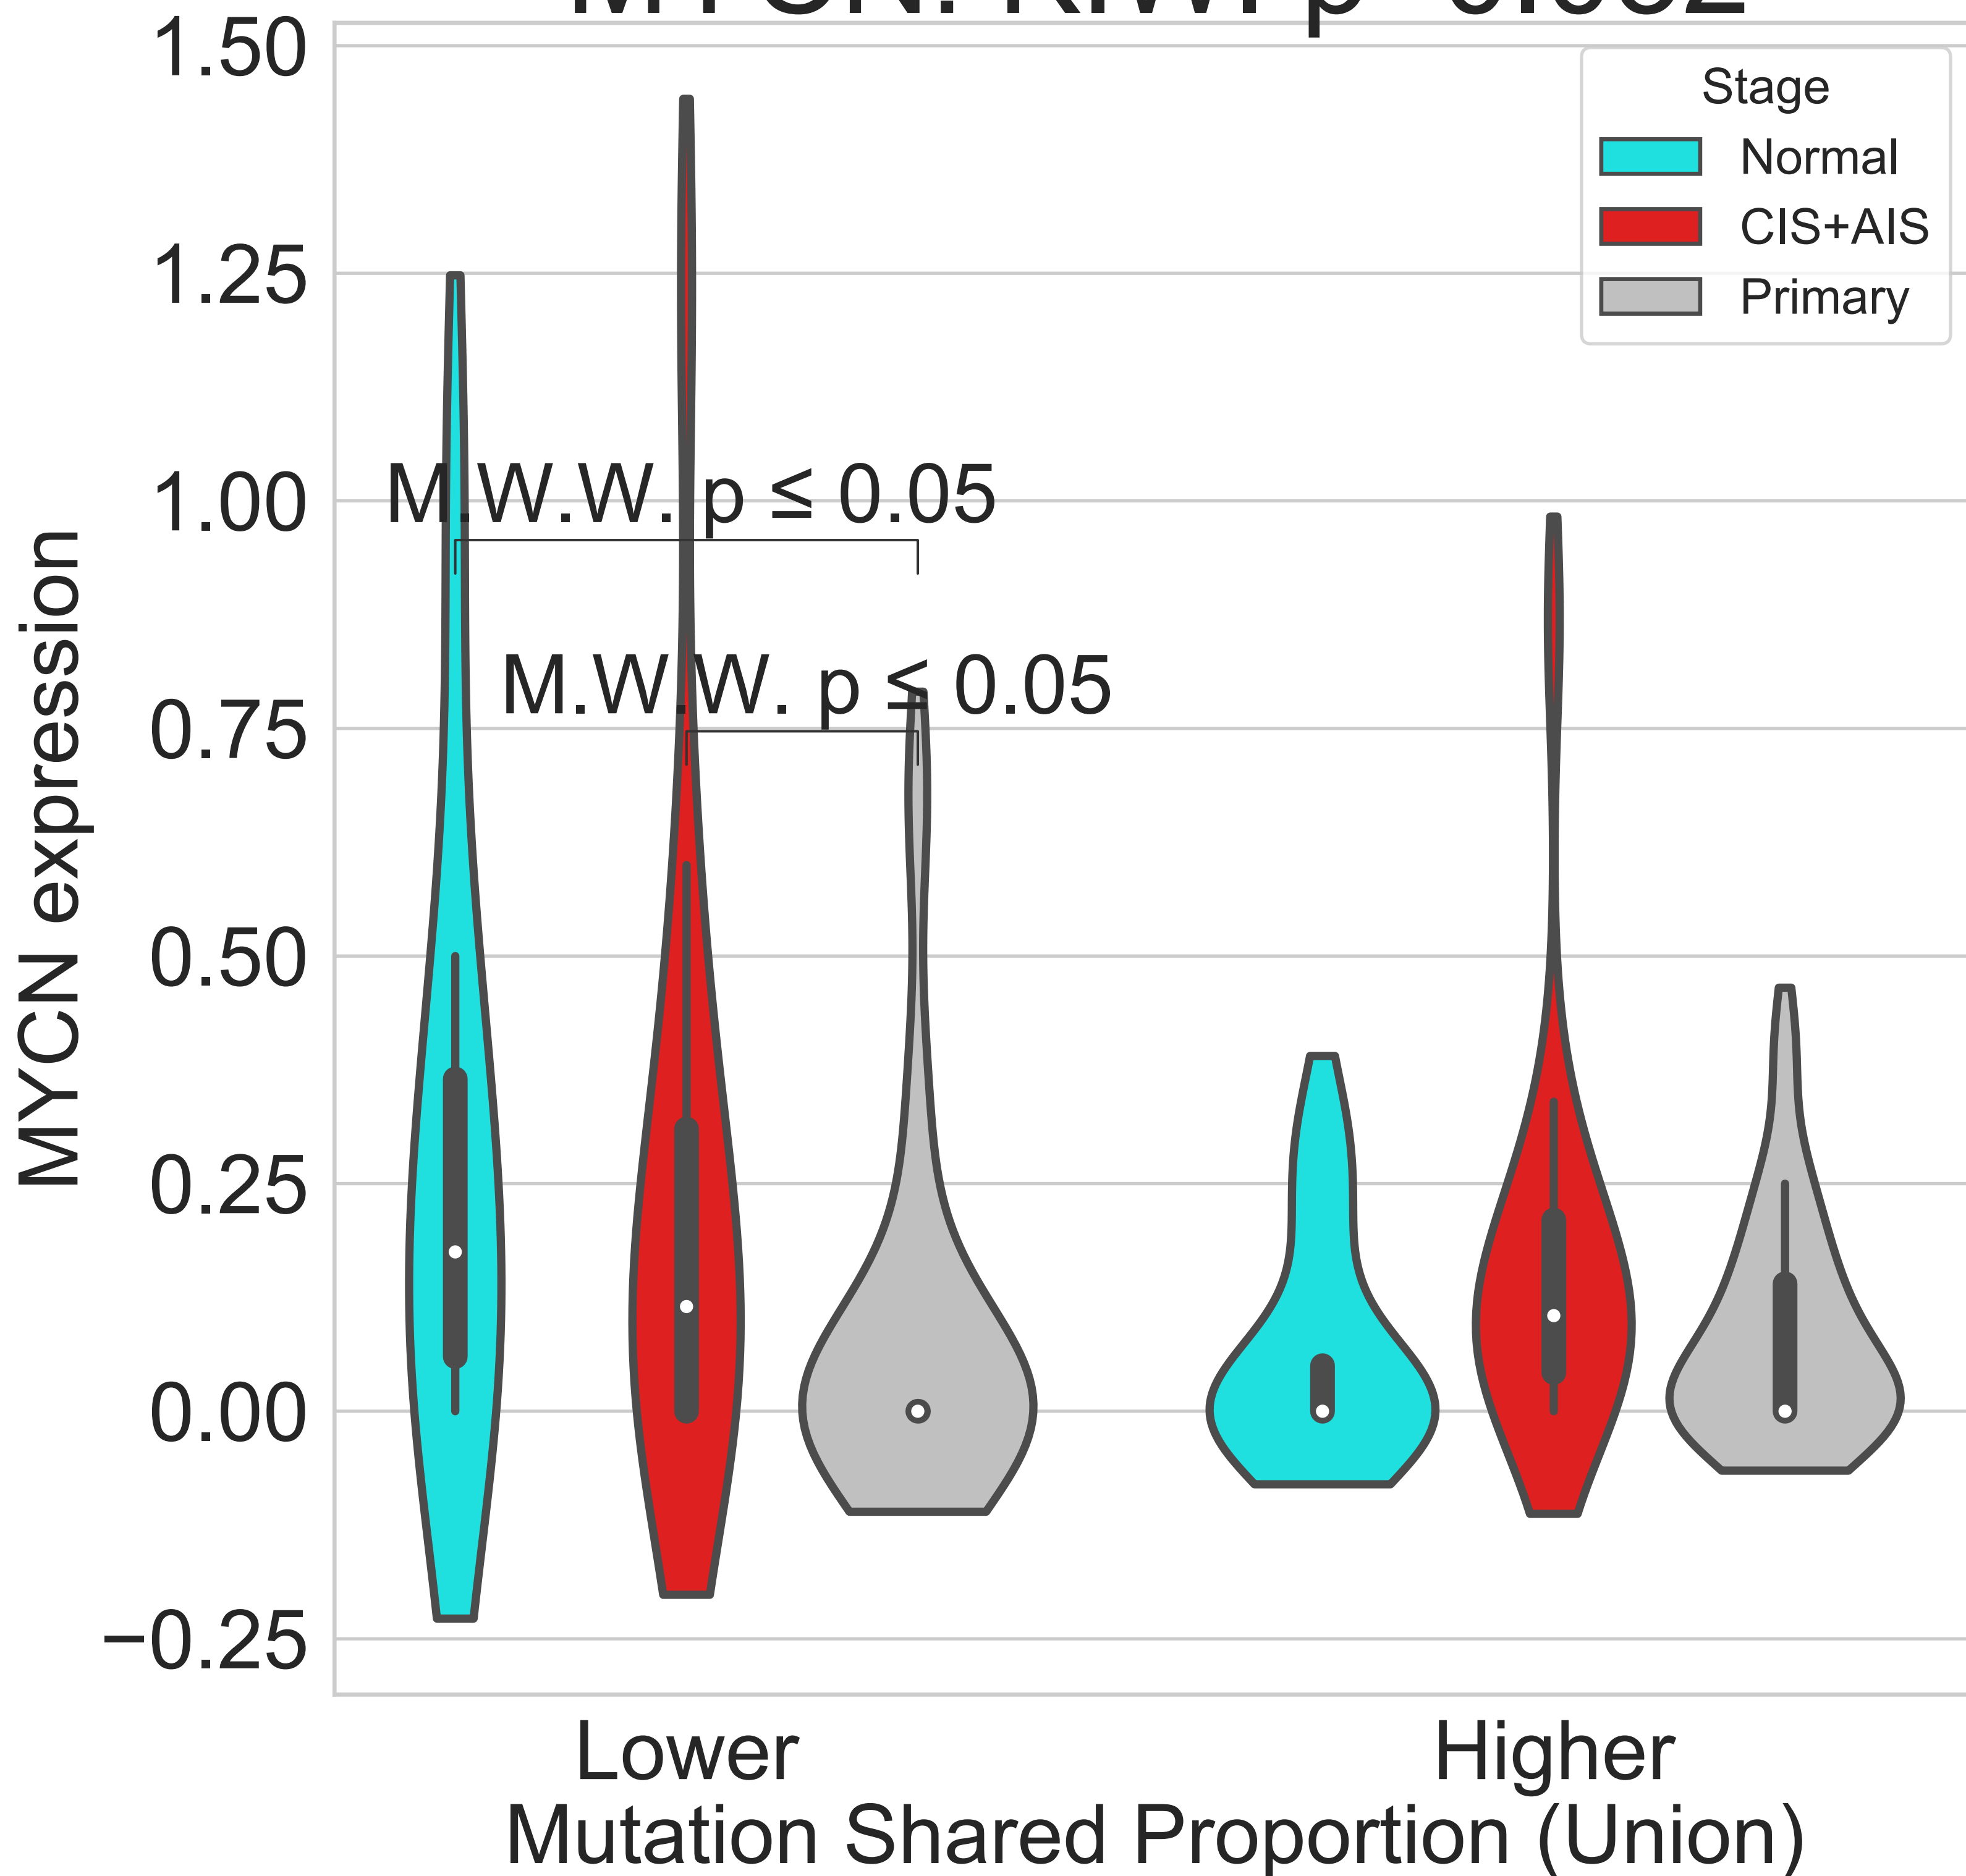 1.50
1.25
1.00
0.75
0.50
0.25
0.00
−0.25
MYCN expression
Stage
Normal
CIS+AIS
Primary
M.W.W. p ≤ 0.05
M.W.W. p ≤ 0.05
Lower
Higher
Mutation Shared Proportion (Union)